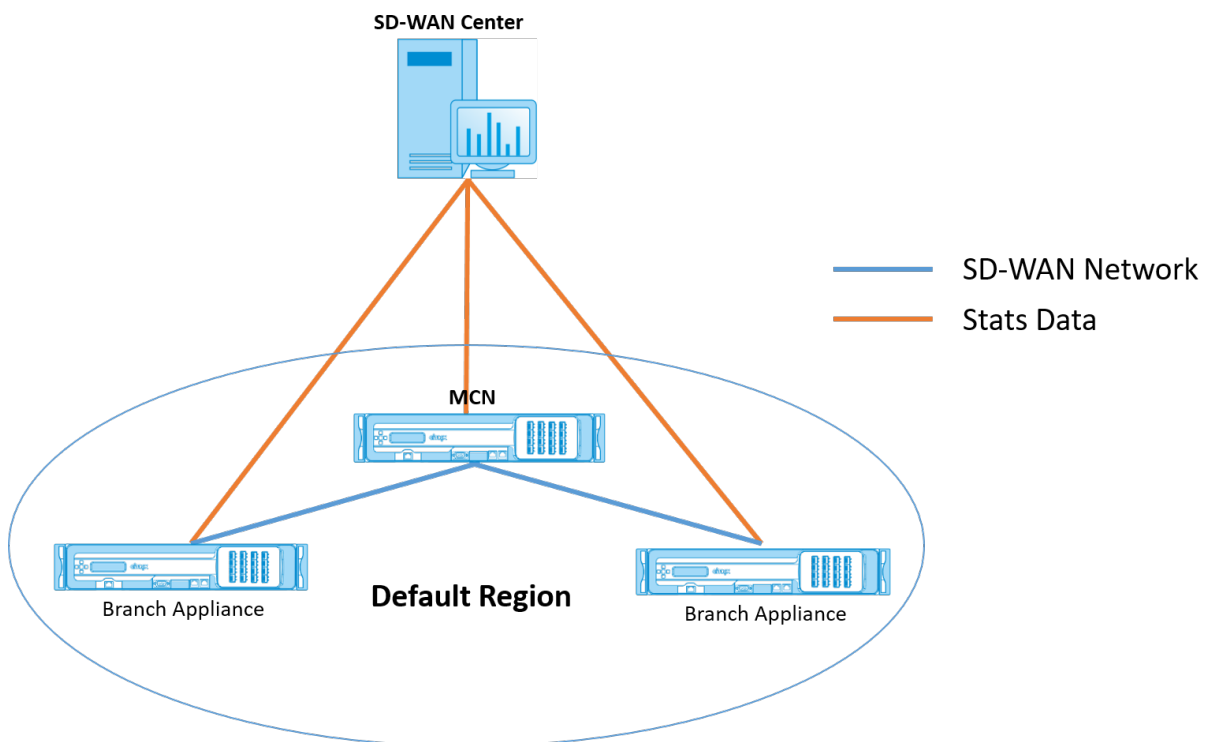 SD-WAN Center
SD-WAN Network
Stats Data
MCN
Branch Appliance
Default Region
Branch Appliance